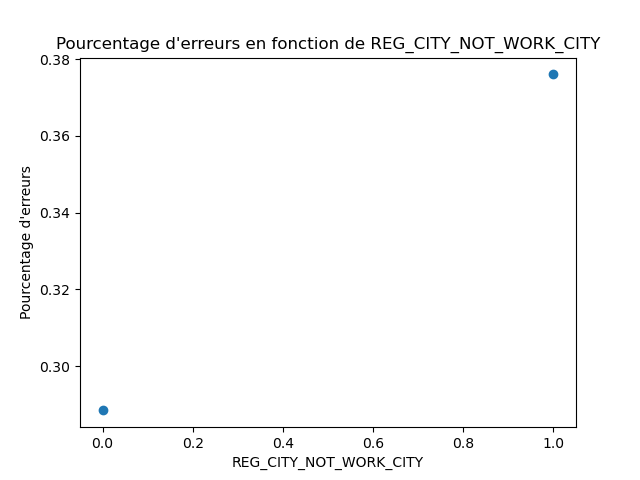 Pourcentage d'erreurs en fonction de REG_CITY_NOT_WORK_CITY
0.38
0.36
0.34
0.32
0.30
Pourcentage d'erreurs
0.0 0.2 0.4 0.6 0.8 1.0
REG_CITY_NOT_WORK_CITY